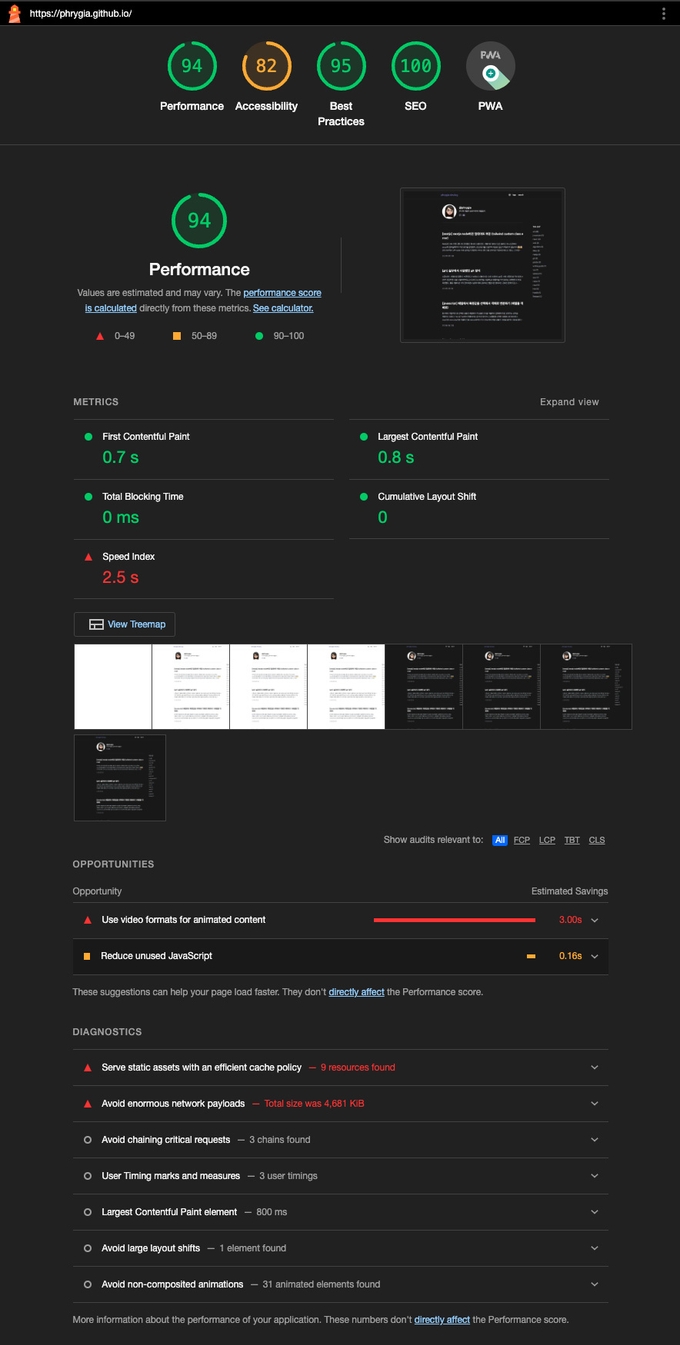 https://phrygia.github.io/
94
82
95
100
PWA
Performance
Accessibility
Best
Practices
SEO
PWA
94
Performance
Values are estimated and may vary. The performance score
is calculated directly from these metrics. See calculator.
0–49
50–89
90–100
METRICS
Expand view
First Contentful Paint
0.7 s
Largest Contentful Paint
0.8 s
Total Blocking Time
0 ms
Cumulative Layout Shift
0
Speed Index
2.5 s
View Treemap
Show audits relevant to: All FCP LCP TBT CLS
OPPORTUNITIES
Opportunity
Estimated Savings
Use video formats for animated content
3.00s
Reduce unused JavaScript
0.16s
These suggestions can help your page load faster. They don't directly affect the Performance score.
DIAGNOSTICS
Serve static assets with an efficient cache policy — 9 resources found
Avoid enormous network payloads — Total size was 4,681 KiB
Avoid chaining critical requests — 3 chains found
User Timing marks and measures — 3 user timings
Largest Contentful Paint element — 800 ms
Avoid large layout shifts — 1 element found
Avoid non-composited animations — 31 animated elements found
More information about the performance of your application. These numbers don't directly affect the Performance score.